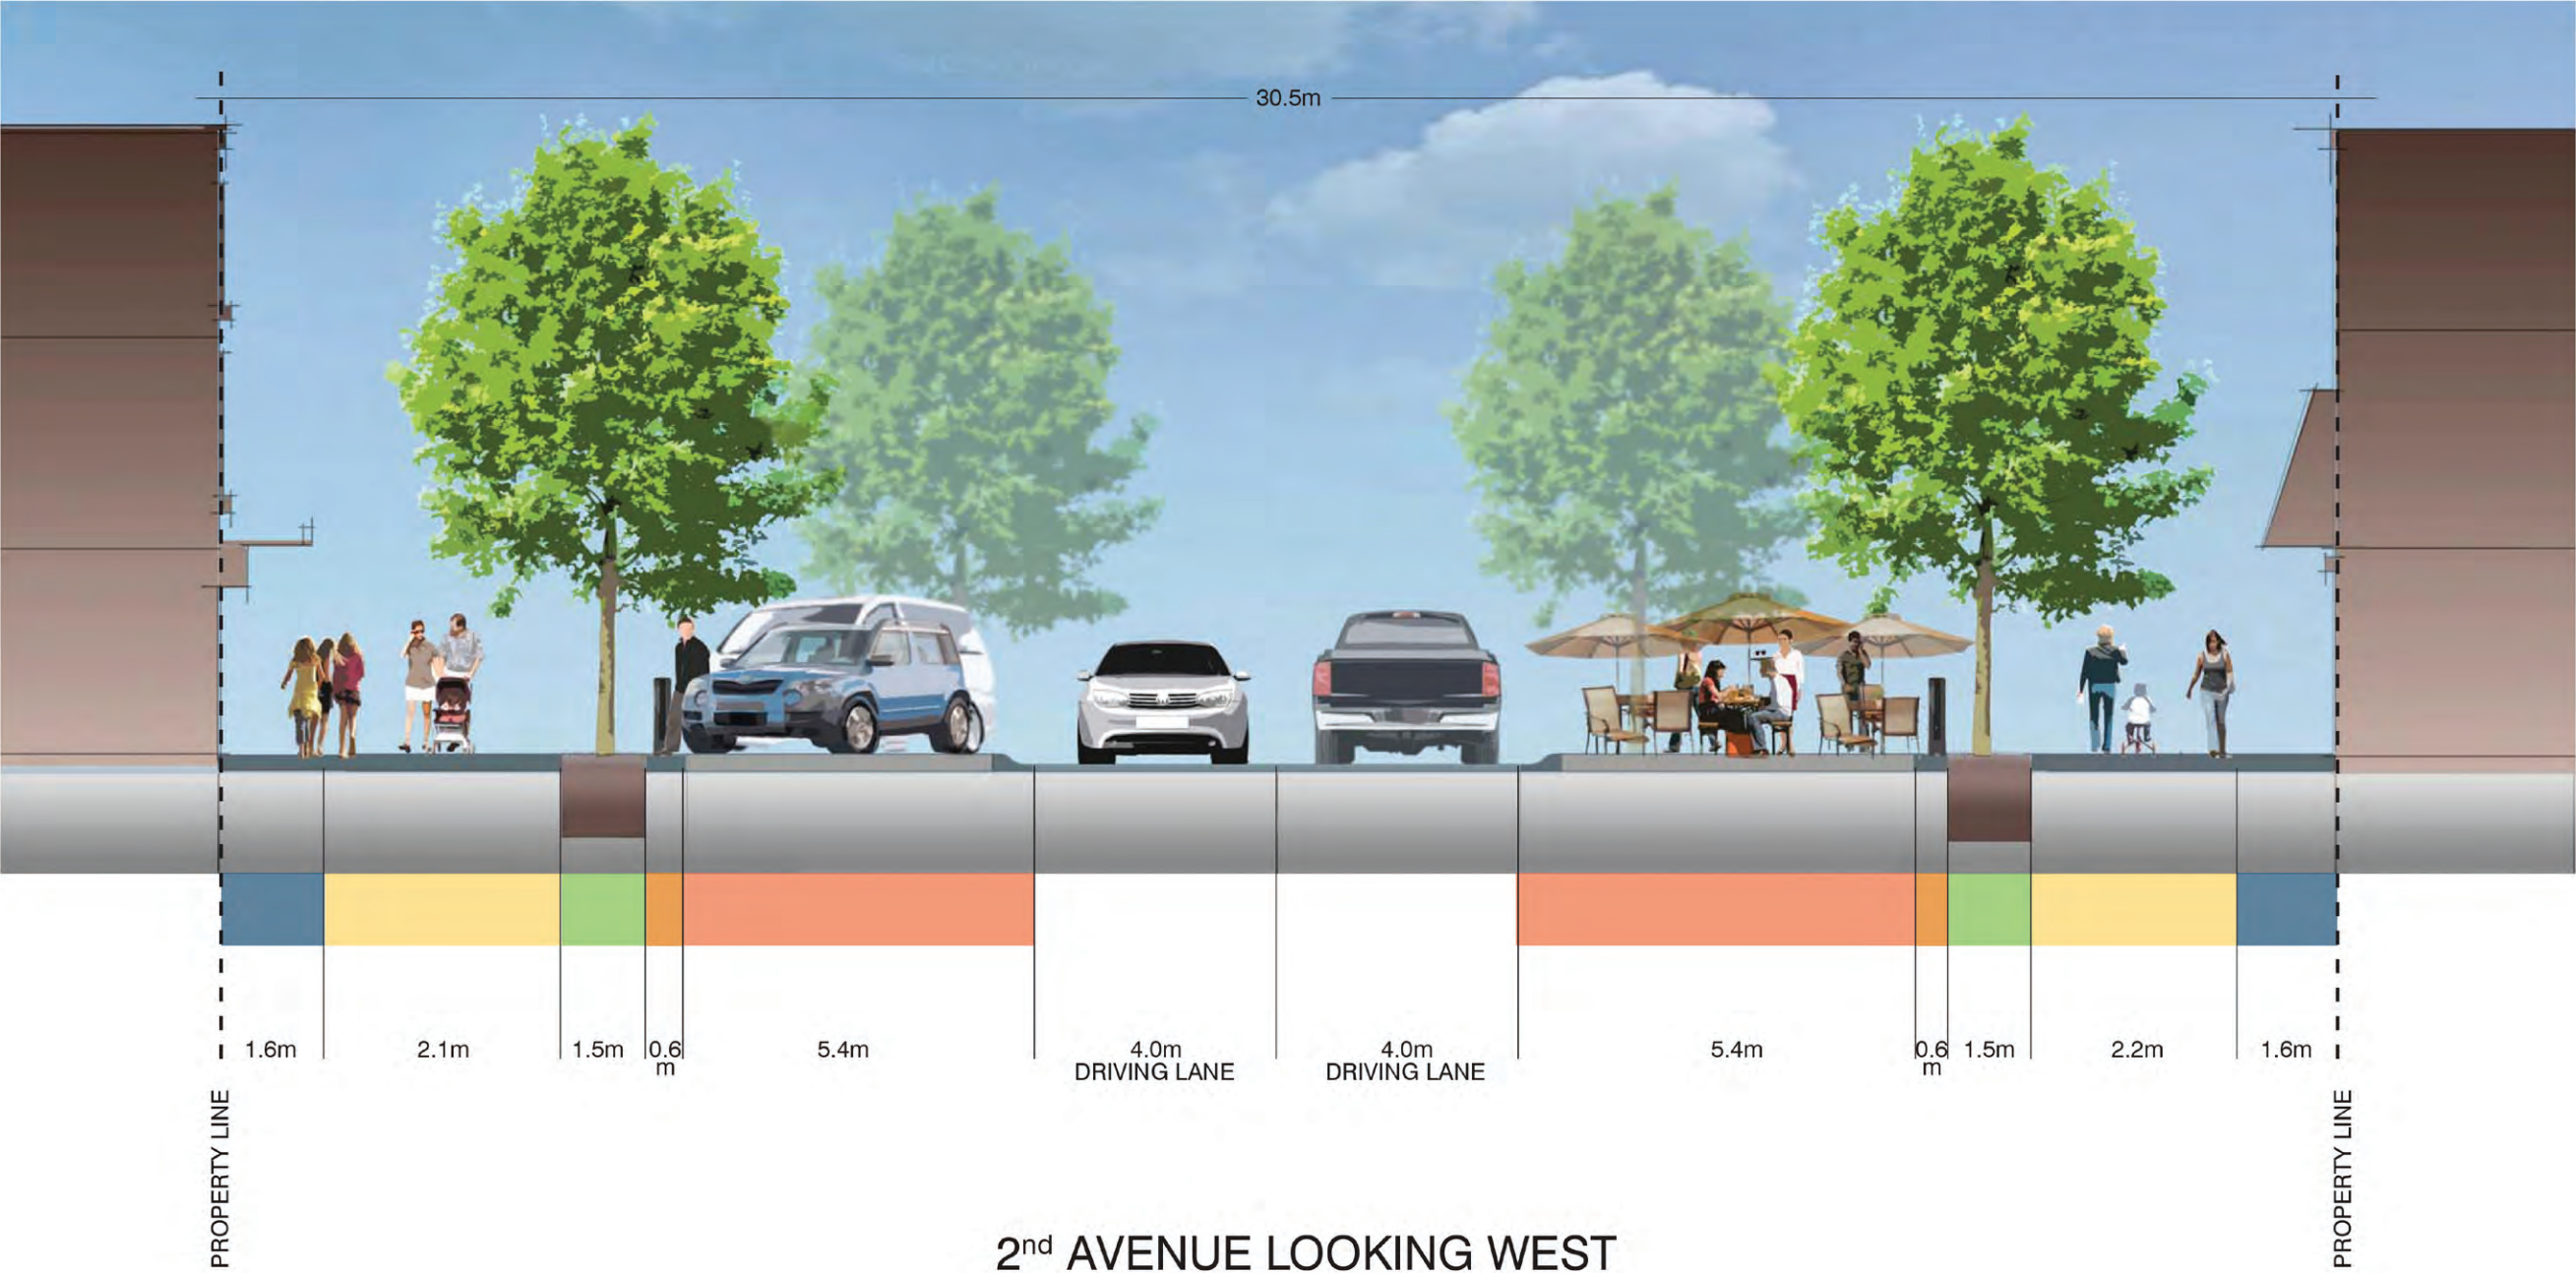 30.5m
1.6m
2.1m
1.5m
0.6
m
5.4m
4.0m
DRIVING LANE
4.0m
DRIVING LANE
5.4m
0.6
m
1.5m
2.2m
1.6m
PROPERTY LINE
PROPERTY LINE
2nd AVENUE LOOKING WEST